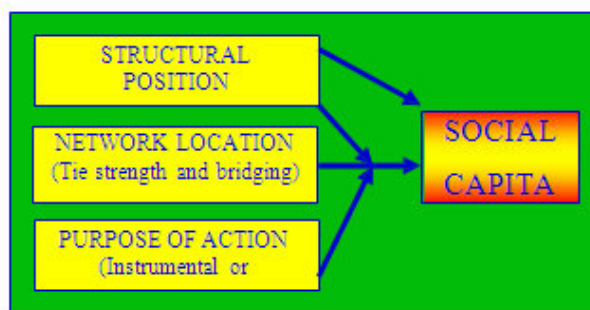 STRUCTURAL
POSITION
NETWORK LOCATION
(Tie strength and bridging)
PURPOSE OF ACTION
(Instrumental or
SOCIAL
CAPITA